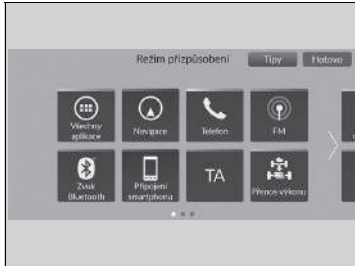 Režim přizpůsobení
Tipy
Hotovo
Všechny
aplikace
Navigace
Telefon
FM
Zvuk
Bluetooth
Připojení
smartphonu
TA
Přenos výkonu